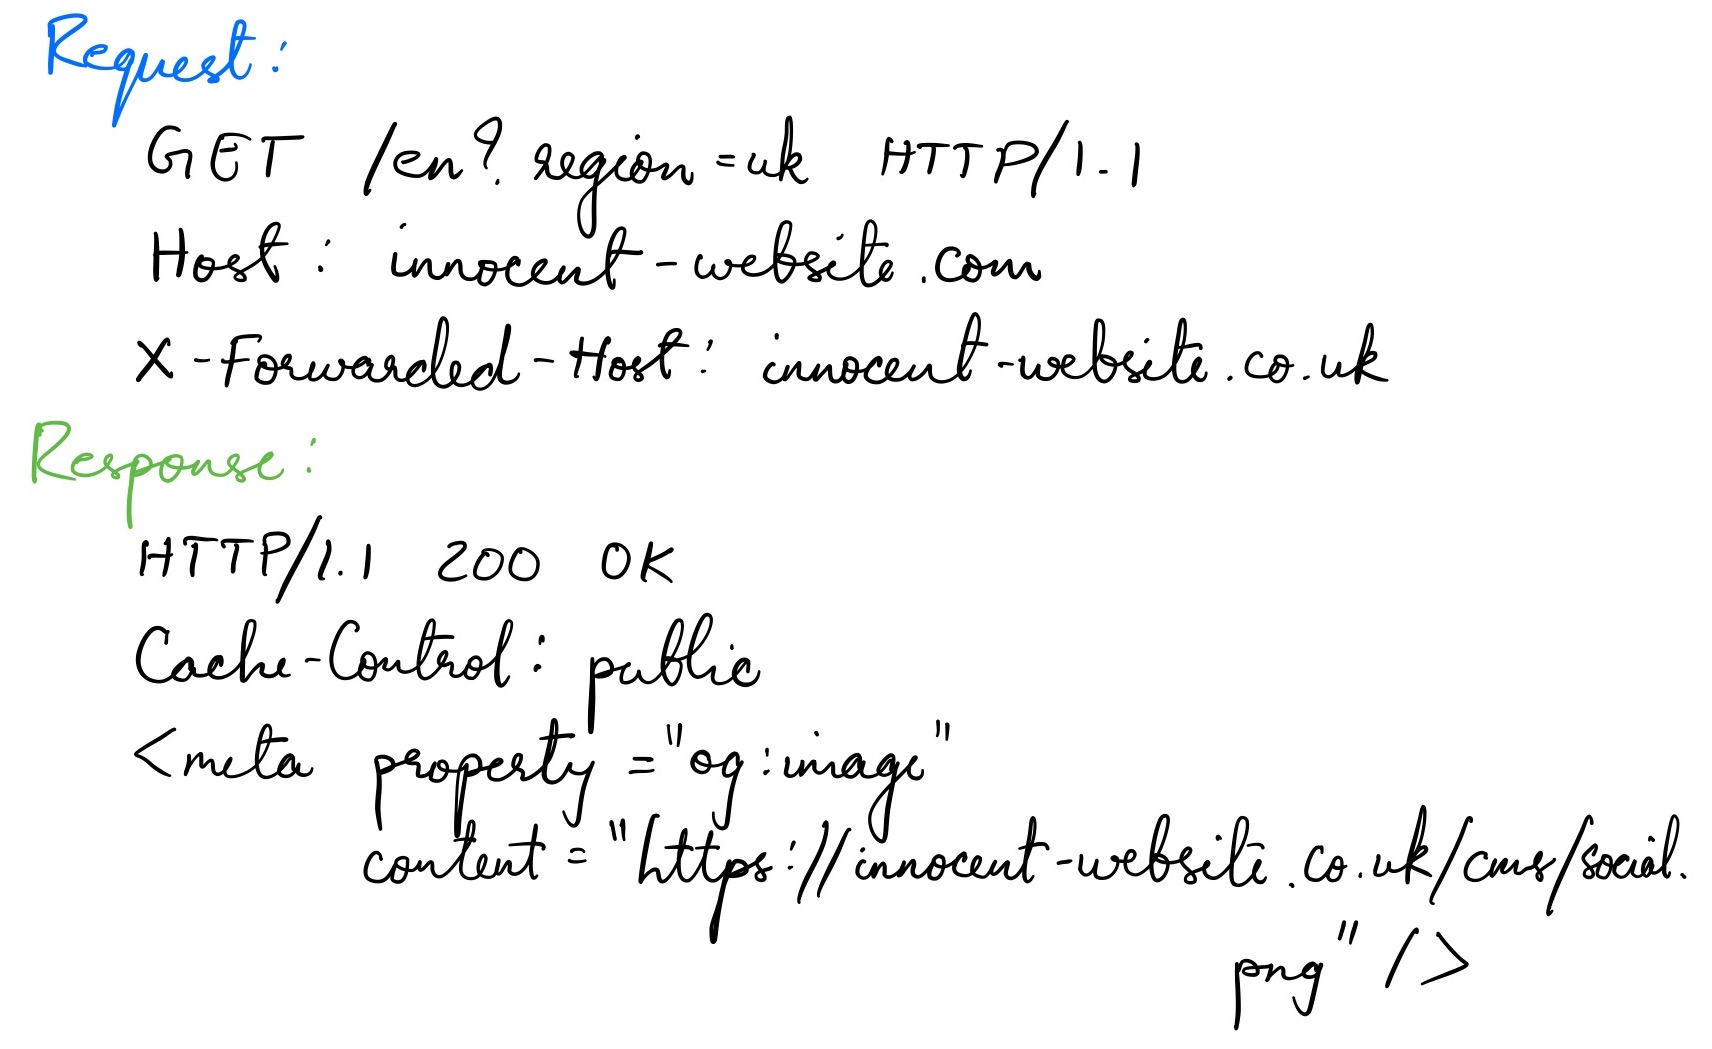 Request:
GET /en?region=uk HTTP/1.1
Host: innocent-website.com
X-Forwarded-Host: innocent-website.co.uk
Response:
HTTP/1.1 200 OK
Cache-Control: public
<meta property="og:image"
content="https://innocent-website.co.uk/cms/social.
png" />